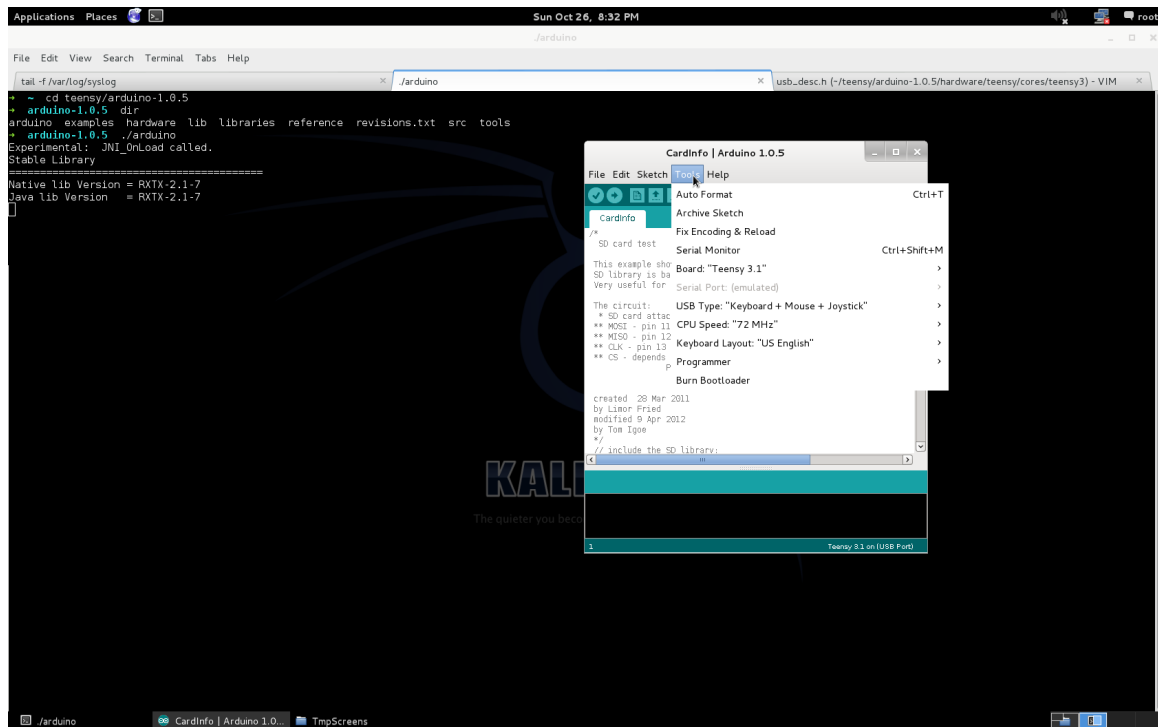 Applications Places
Sun Oct 26, 8:32 PM
root
./arduino
File Edit View Search Terminal Tabs Help
tail -f /var/log/syslog
./arduino
usb_desc.h (~/teensy/arduino-1.0.5/hardware/teensy/cores/teensy3) - VIM
→ ~ cd teensy/arduino-1.0.5
→ arduino-1.0.5 dir
arduino examples hardware lib libraries reference revisions.txt src tools
→ arduino-1.0.5 ./arduino
Experimental: JNI_OnLoad called.
Stable Library
=========================================
Native lib Version = RXTX-2.1-7
Java lib Version = RXTX-2.1-7
CardInfo | Arduino 1.0.5
File Edit Sketch Tools Help
Auto Format Ctrl+T
Archive Sketch
Fix Encoding & Reload
Serial Monitor Ctrl+Shift+M
Board: "Teensy 3.1"
Serial Port: (emulated)
USB Type: "Keyboard + Mouse + Joystick"
CPU Speed: "72 MHz"
Keyboard Layout: "US English"
Programmer
Burn Bootloader
CardInfo
/*
SD card test
This example sho
SD library is ba
Very useful for
The circuit:
* SD card attac
** MOSI - pin 11
** MISO - pin 12
** CLK - pin 13
** CS - depends
P
created 28 Mar 2011
by Limor Fried
modified 9 Apr 2012
by Tom Igoe
*/
// include the SD library:
1
Teensy 3.1 on (USB Port)
KALI
The quieter you beco
./arduino
CardInfo | Arduino 1.0...
TmpScreens